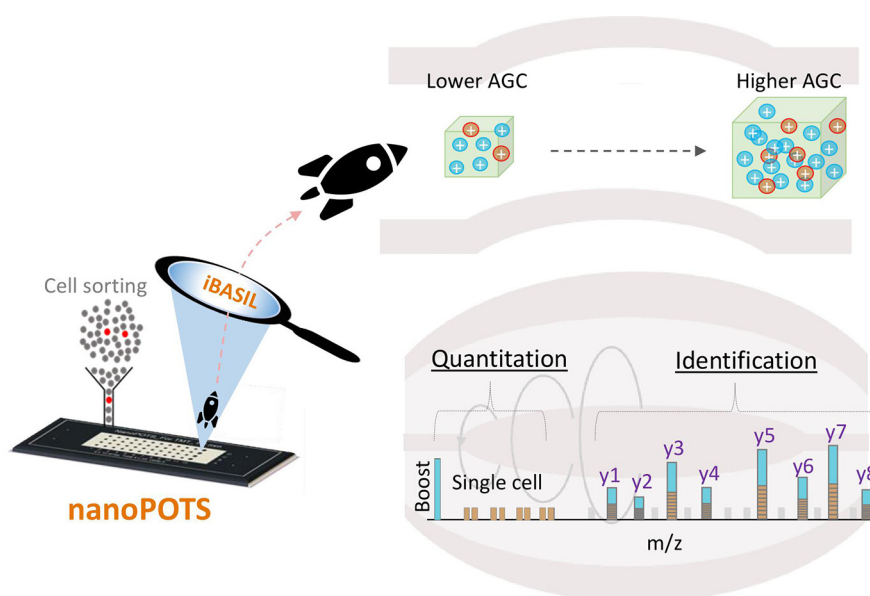 Lower AGC
Higher AGC
iBASIL
Cell sorting
nanoPOTS
Quantitation
Identification
Boost
Single cell
y1
y2
y3
y4
y5
y6
y7
y8
m/z